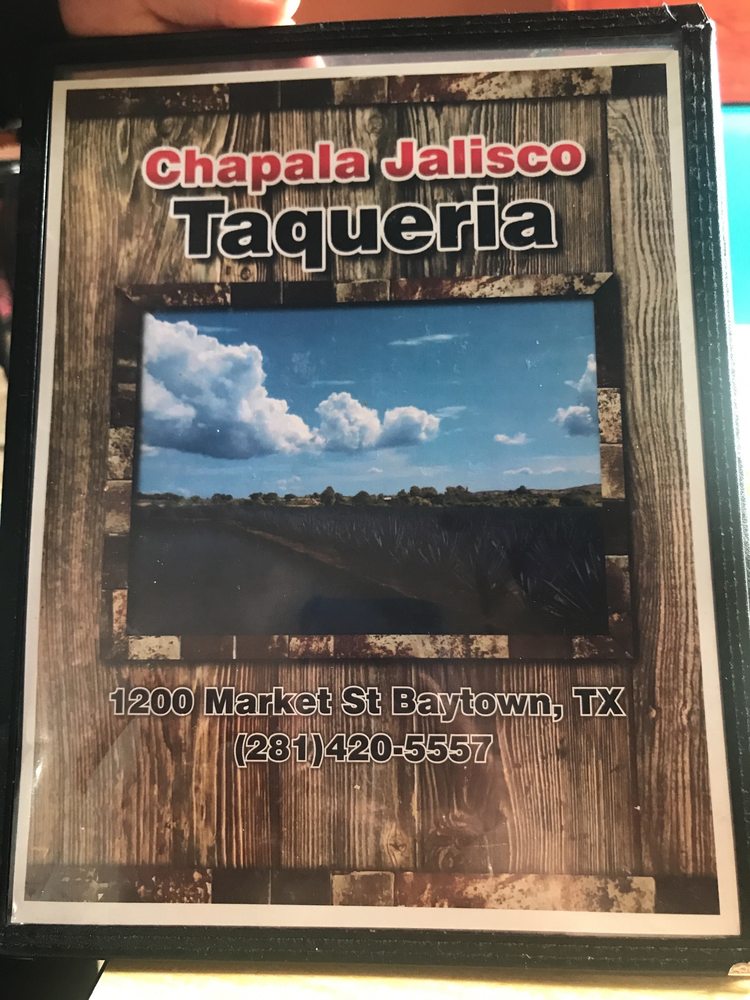 Chapala Jalisco
Taqueria
1200 Market St Baytown, TX
(281)420-5557